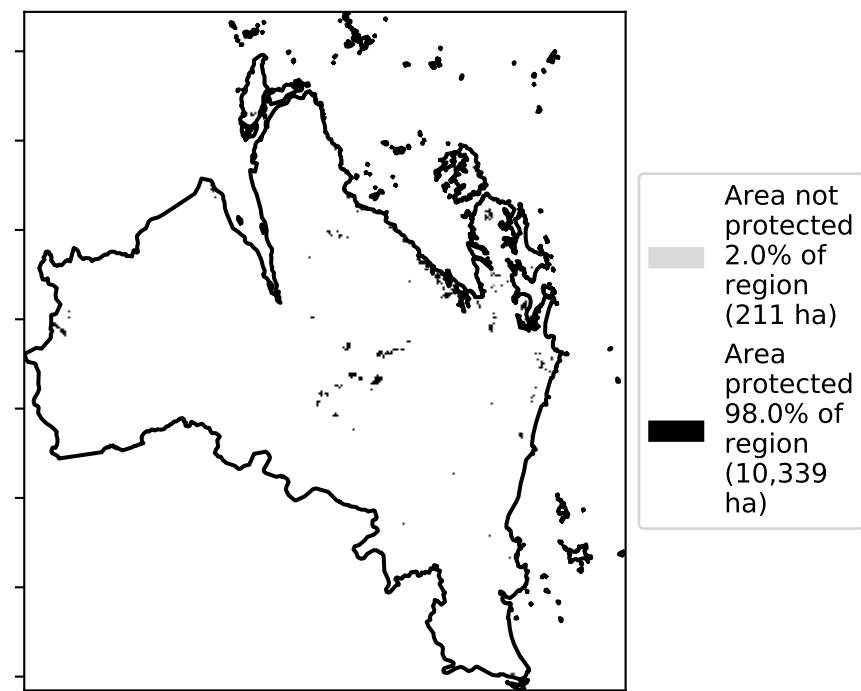 Area not
protected
2.0% of
region
(211 ha)
Area
protected
98.0% of
region
(10,339
ha)